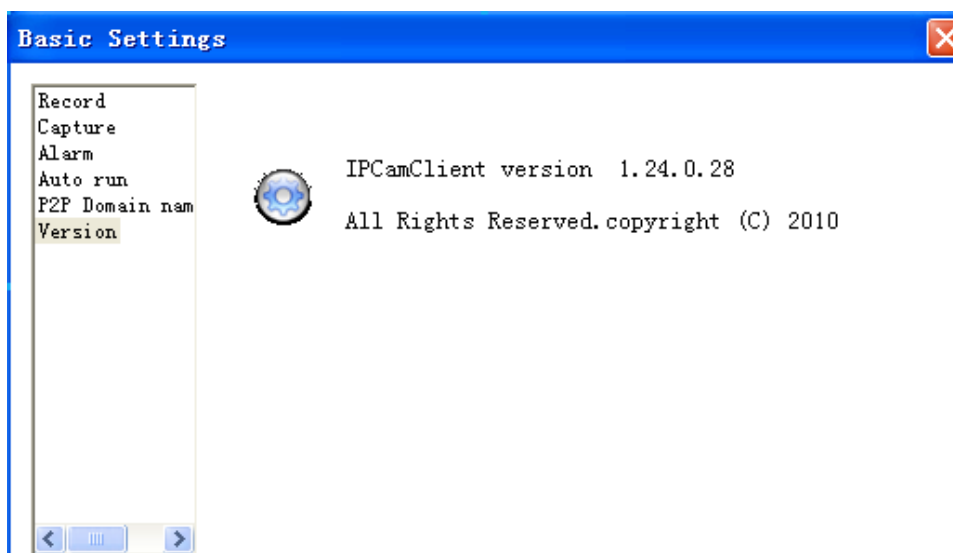 Basic Settings
Record
Capture
Alarm
Auto run
P2P Domain nam
Version
IPCamClient version 1.24.0.28
All Rights Reserved.copyright (C) 2010